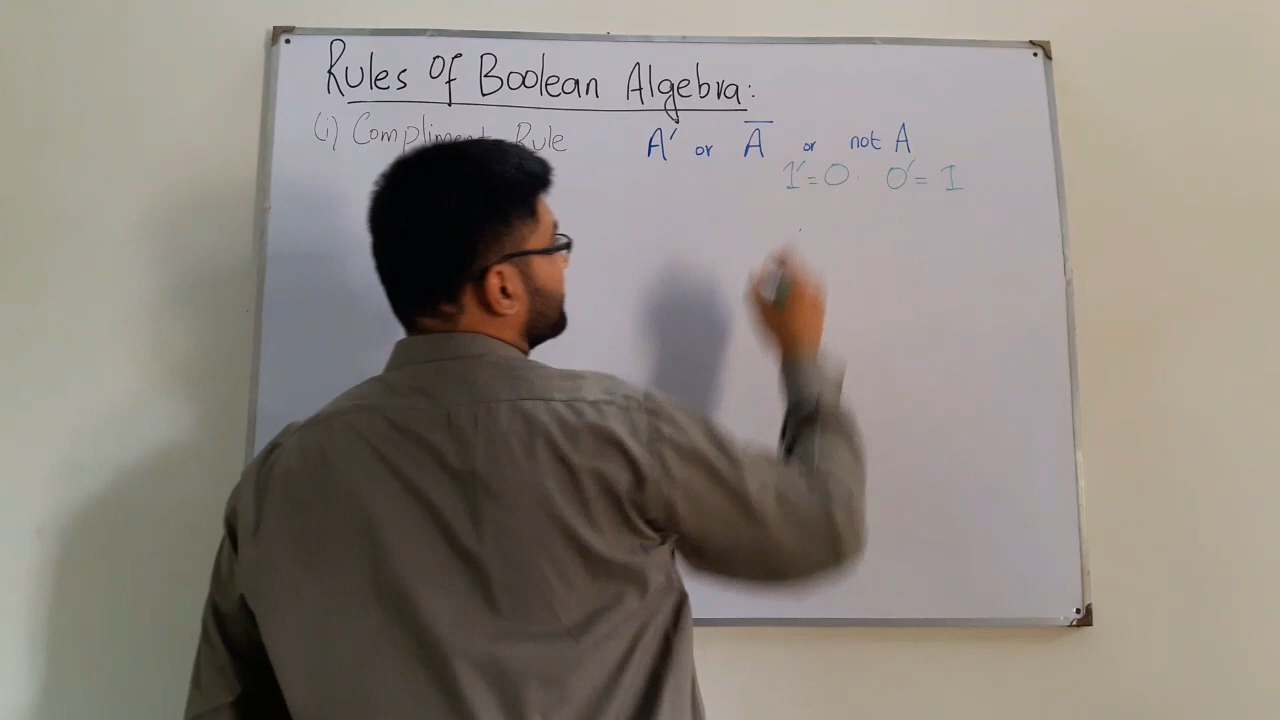 Rules Of Boolean Algebra:
(i) Compliment Rule A' or A̅ or not A
1'=0. 0'=1